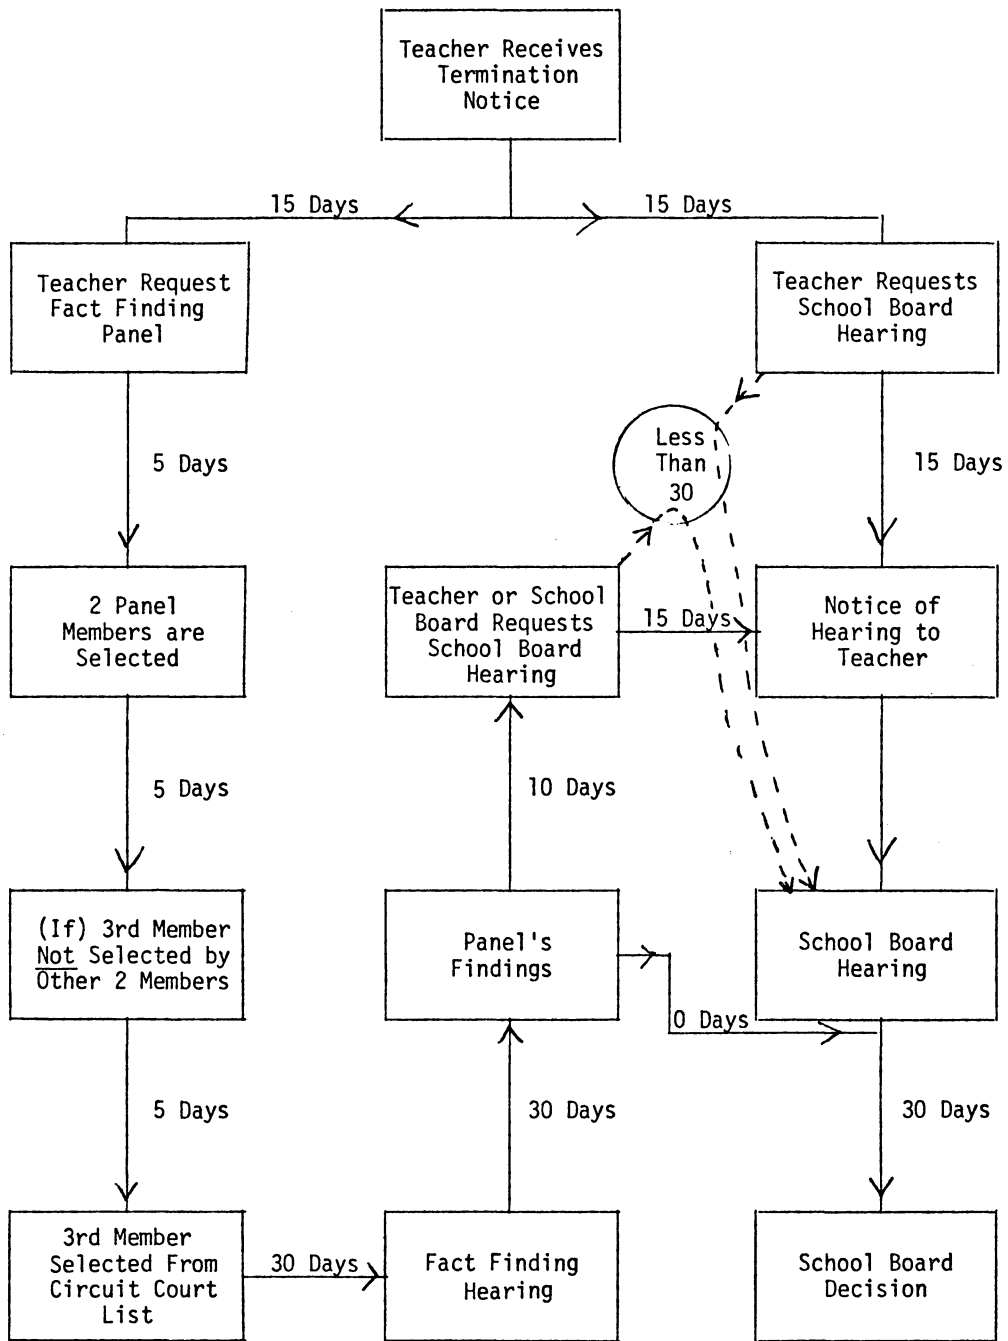 Teacher Receives
Termination
Notice
15 Days
15 Days
Teacher Request
Fact Finding
Panel
Teacher Requests
School Board
Hearing
Less
Than
30
5 Days
15 Days
2 Panel
Members are
Selected
Teacher or School
Board Requests
School Board
Hearing
15 Days
Notice of
Hearing to
Teacher
5 Days
10 Days
(If) 3rd Member
Not Selected by
Other 2 Members
Panel's
Findings
School Board
Hearing
0 Days
5 Days
30 Days
30 Days
3rd Member
Selected From
Circuit Court
List
30 Days
Fact Finding
Hearing
School Board
Decision